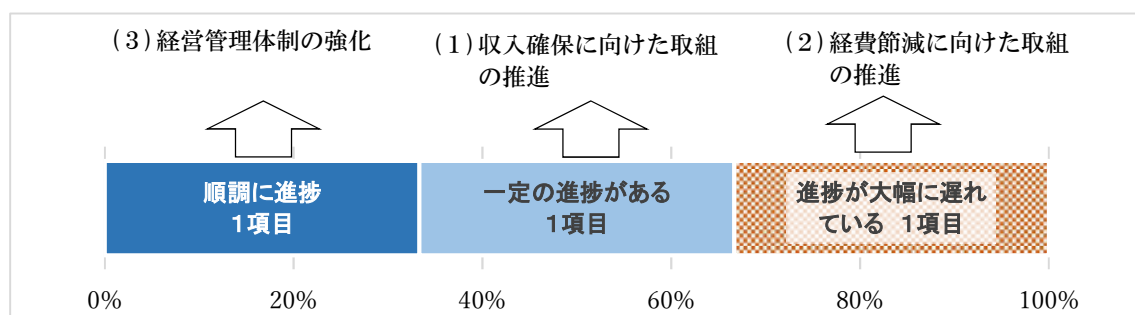 (3)経営管理体制の強化
(1)収入確保に向けた取組
の推進
(2)経費節減に向けた取組
の推進
順調に進捗
1項目
一定の進捗がある
1項目
進捗が大幅に遅れ
ている 1項目
0% 20% 40% 60% 80% 100%